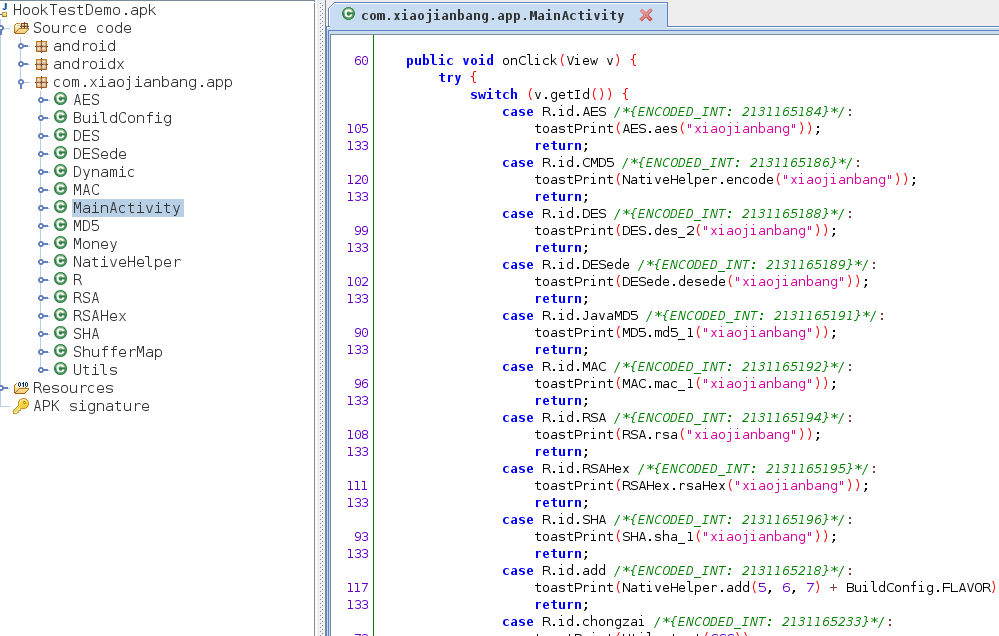 HookTestDemo.apk
Source code
android
androidx
com.xiaojianbang.app
AES
BuildConfig
DES
DESede
Dynamic
MAC
MainActivity
MD5
Money
NativeHelper
R
RSA
RSAHex
SHA
ShufferMap
Utils
Resources
APK signature
com.xiaojianbang.app.MainActivity
60 public void onClick(View v) {
try {
switch (v.getId()) {
case R.id.AES /*{ENCODED_INT: 2131165184}*/:
105 toastPrint(AES.aes("xiaojianbang"));
133 return;
case R.id.CMD5 /*{ENCODED_INT: 2131165186}*/:
120 toastPrint(NativeHelper.encode("xiaojianbang"));
133 return;
case R.id.DES /*{ENCODED_INT: 2131165188}*/:
99 toastPrint(DES.des_2("xiaojianbang"));
133 return;
case R.id.DESede /*{ENCODED_INT: 2131165189}*/:
102 toastPrint(DESede.desede("xiaojianbang"));
133 return;
case R.id.JavaMD5 /*{ENCODED_INT: 2131165191}*/:
90 toastPrint(MD5.md5_1("xiaojianbang"));
133 return;
case R.id.MAC /*{ENCODED_INT: 2131165192}*/:
96 toastPrint(MAC.mac_1("xiaojianbang"));
133 return;
case R.id.RSA /*{ENCODED_INT: 2131165194}*/:
108 toastPrint(RSA.rsa("xiaojianbang"));
133 return;
case R.id.RSAHex /*{ENCODED_INT: 2131165195}*/:
111 toastPrint(RSAHex.rsaHex("xiaojianbang"));
133 return;
case R.id.SHA /*{ENCODED_INT: 2131165196}*/:
93 toastPrint(SHA.sha_1("xiaojianbang"));
133 return;
case R.id.add /*{ENCODED_INT: 2131165218}*/:
117 toastPrint(NativeHelper.add(5, 6, 7) + BuildConfig.FLAVOR)
133 return;
case R.id.chongzai /*{ENCODED_INT: 2131165233}*/: